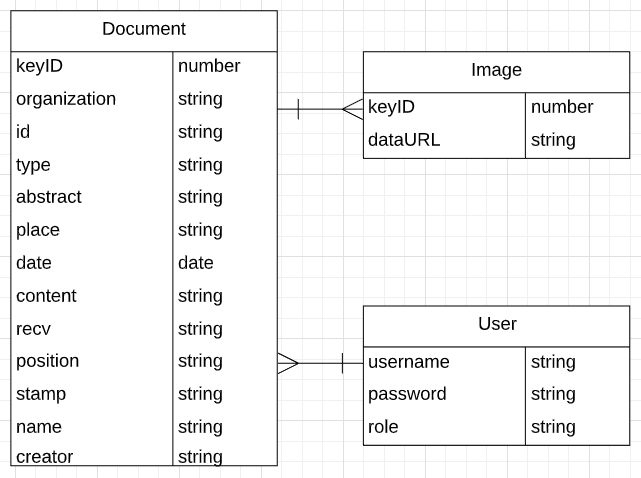 Document
keyID number
organization string
id string
type string
abstract string
place string
date date
content string
recv string
position string
stamp string
name string
creator string
Image
keyID number
dataURL string
User
username string
password string
role string